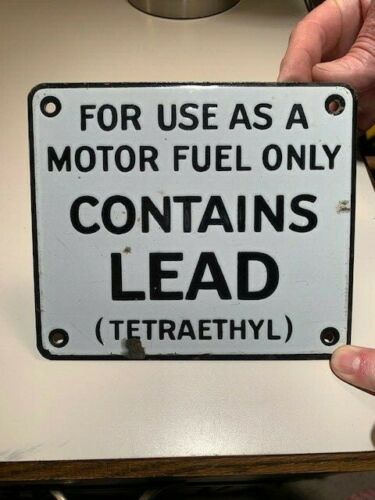 FOR USE AS A
MOTOR FUEL ONLY
CONTAINS
LEAD
(TETRAETHYL)